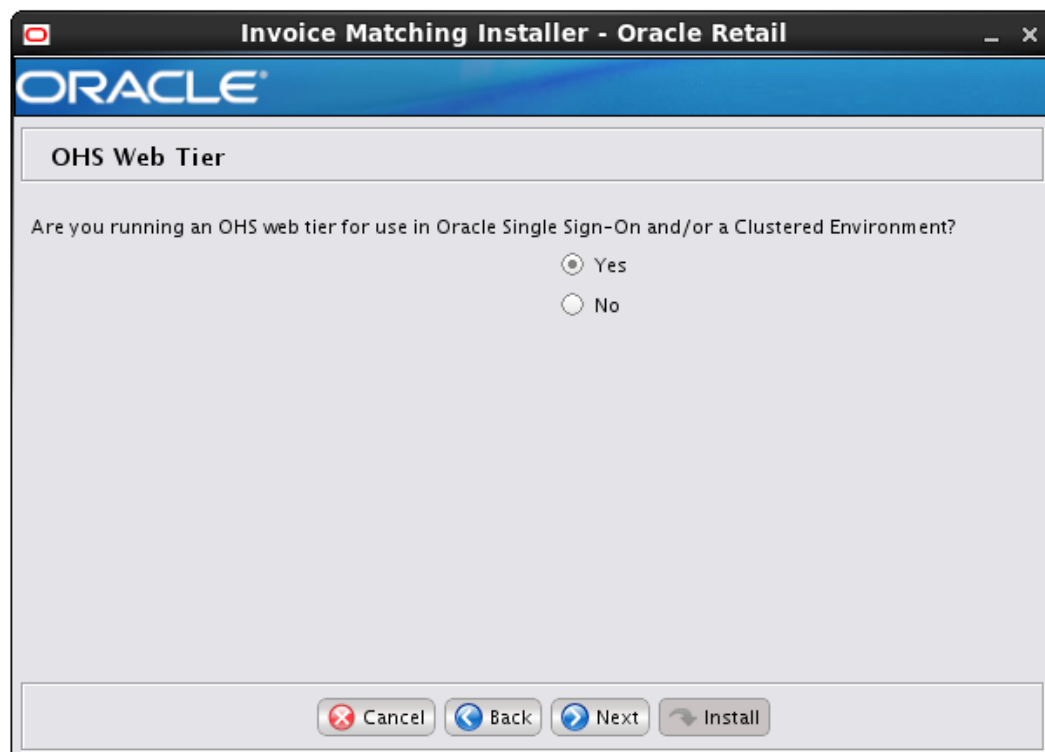 Invoice Matching Installer - Oracle Retail
ORACLE®
OHS Web Tier
Are you running an OHS web tier for use in Oracle Single Sign-On and/or a Clustered Environment?
Yes
No
Cancel Back Next Install